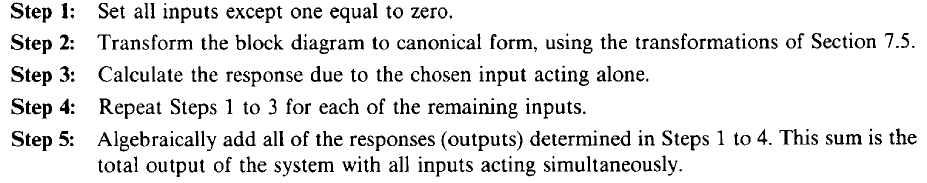 Step 1: Set all inputs except one equal to zero.
Step 2: Transform the block diagram to canonical form, using the transformations of Section 7.5.
Step 3: Calculate the response due to the chosen input acting alone.
Step 4: Repeat Steps 1 to 3 for each of the remaining inputs.
Step 5: Algebraically add all of the responses (outputs) determined in Steps 1 to 4. This sum is the
total output of the system with all inputs acting simultaneously.